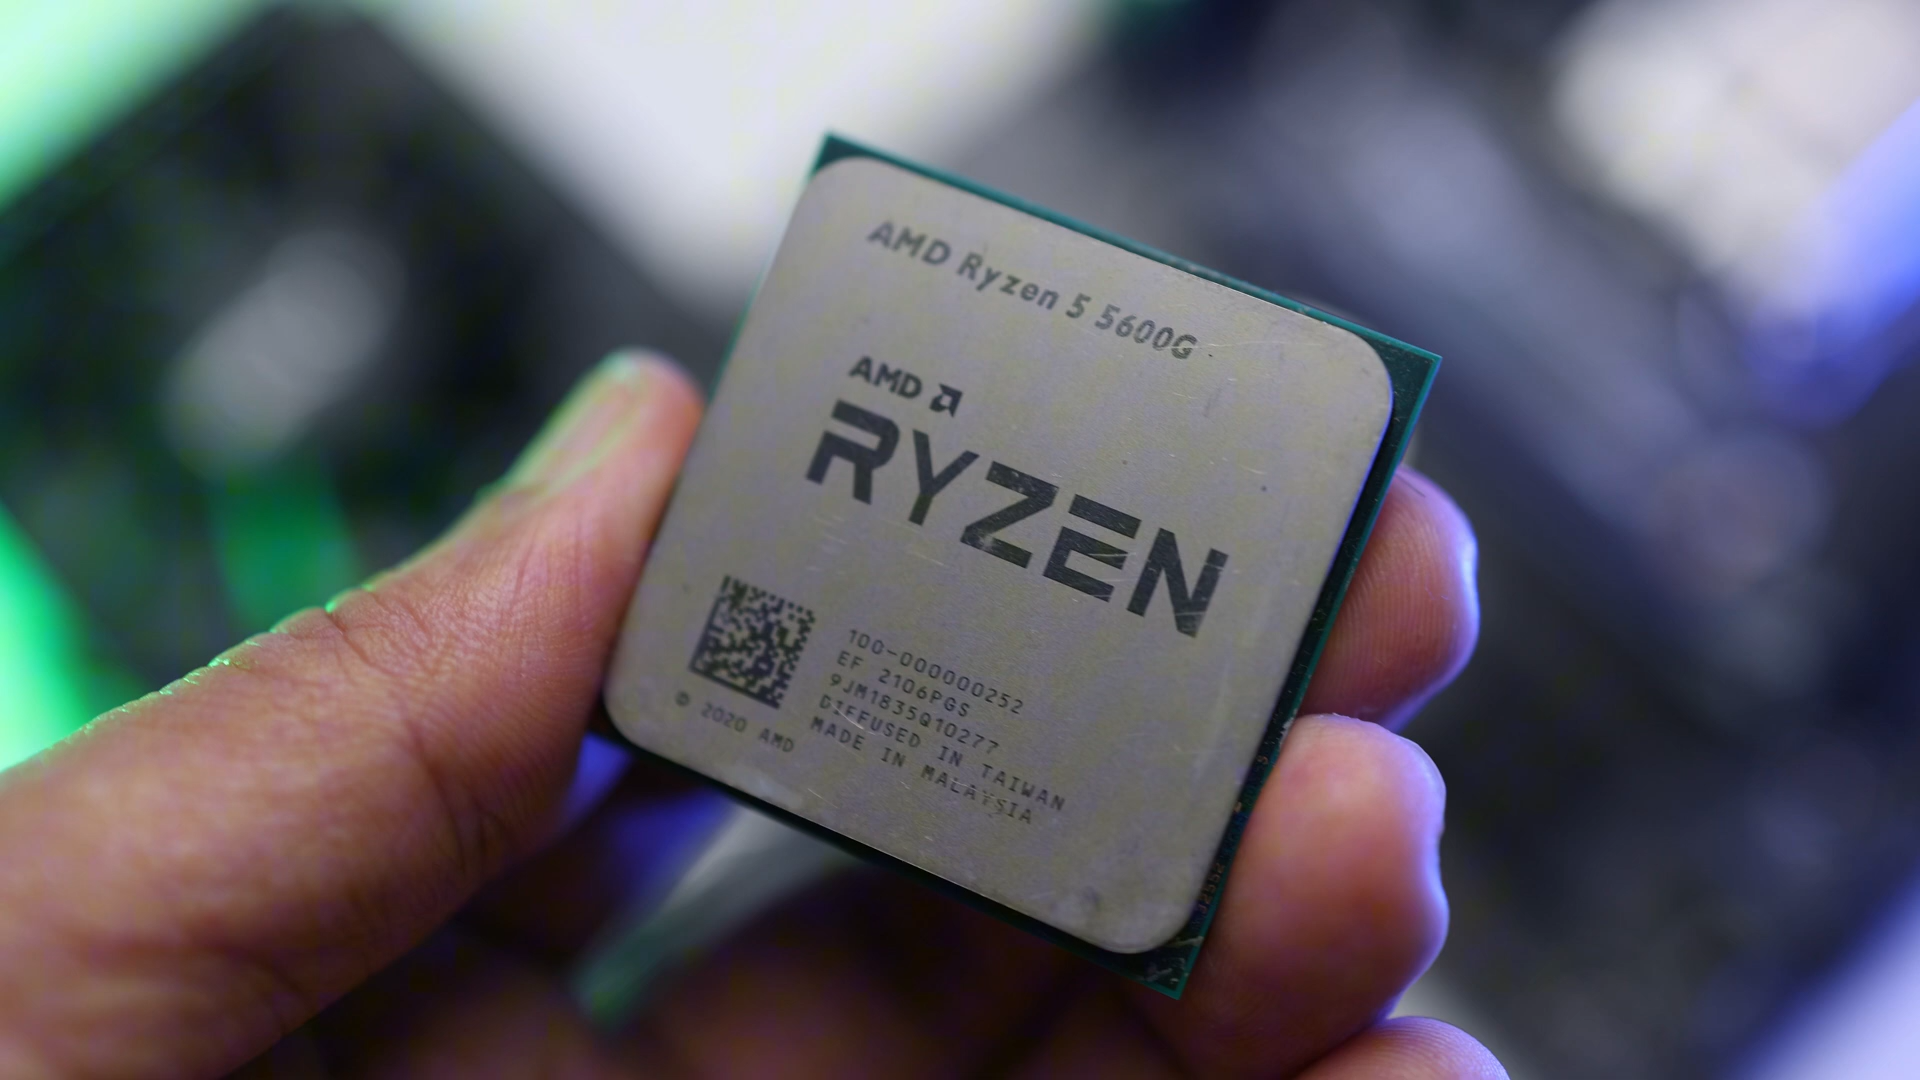 AMD Ryzen 5 5600G
AMD
RYZEN
100-000000252
EF 2106PGS
9JM1835Q10277
DIFFUSED IN TAIWAN
MADE IN MALAYSIA
© 2020 AMD